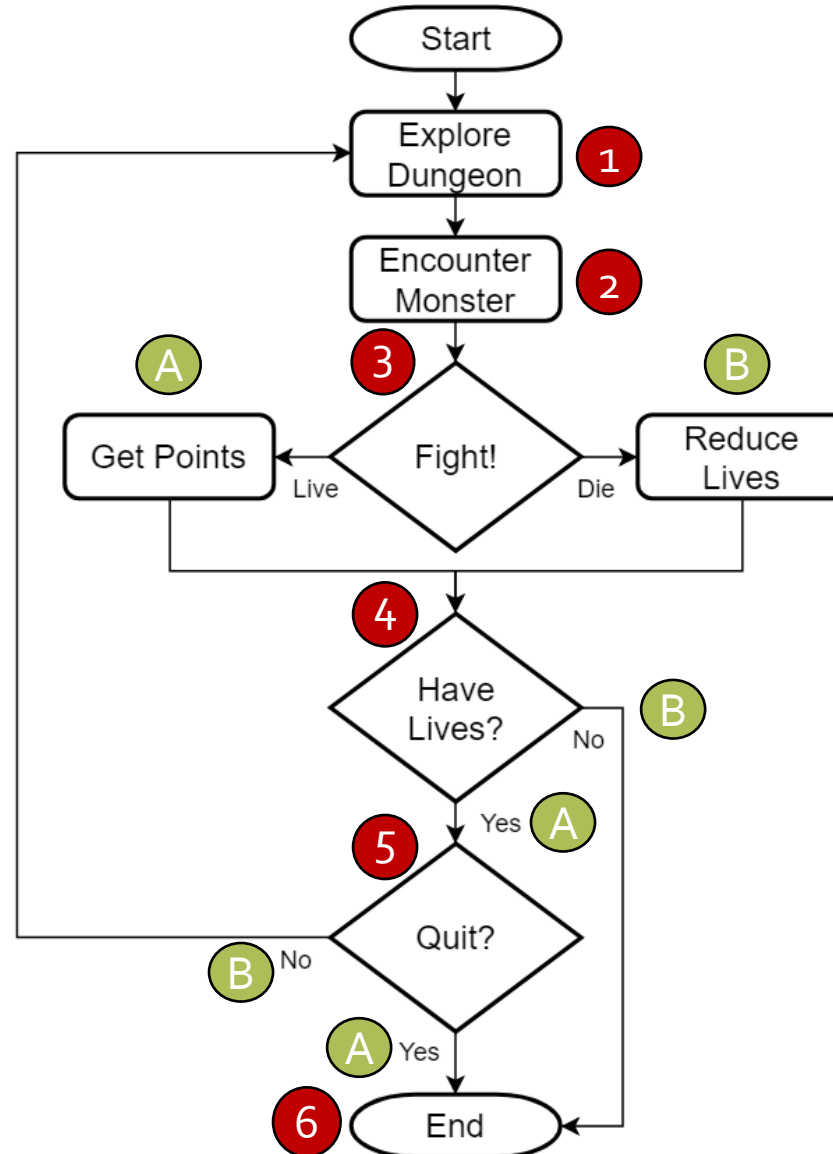 Start
Explore
Dungeon
1
Encounter
Monster
2
3
A
B
Get Points
Live
Fight!
Die
Reduce
Lives
4
Have
Lives?
No
B
Yes
A
5
Quit?
No
B
A
Yes
6
End